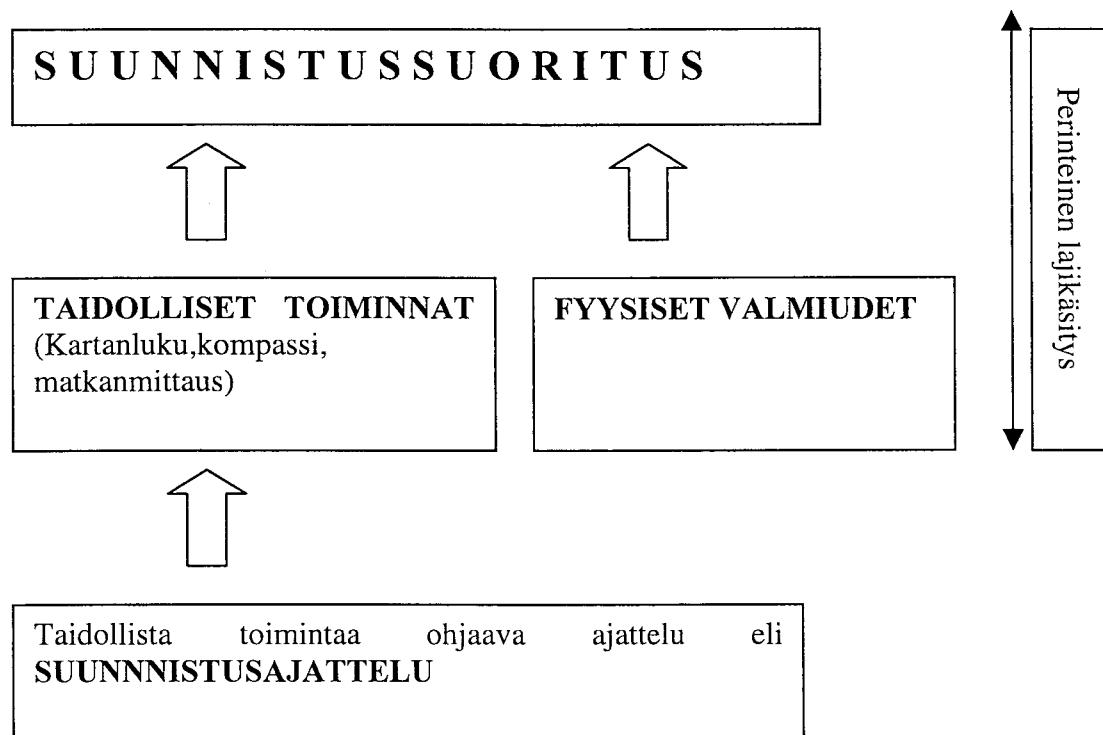 SUUNNISTUSSUORITUS
Perinteinen lajikäsitys
TAIDOLLISET TOIMINNAT
(Kartanluku,kompassi,
matkanmittaus)
FYYSISET VALMIUDET
Taidollista toimintaa ohjaava ajattelu eli
SUUNNNISTUSAJATTELU